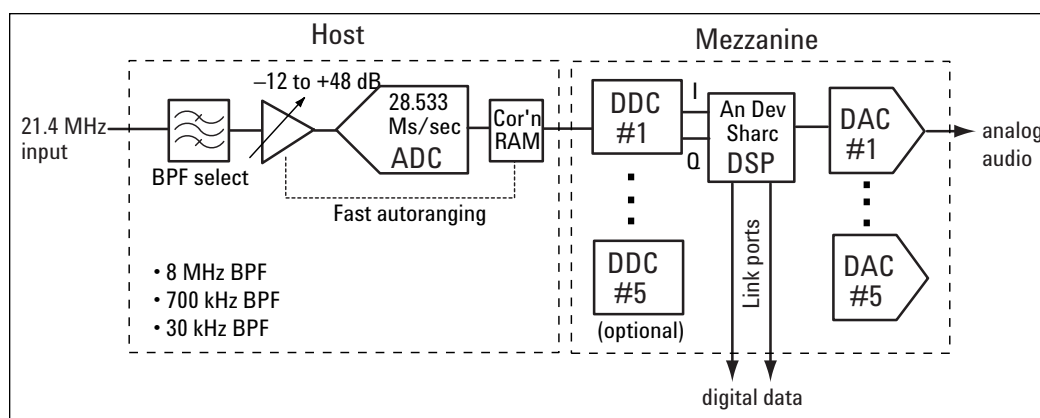 Host
Mezzanine
–12 to +48 dB
21.4 MHz
input
BPF select
28.533
Ms/sec
ADC
Cor'n
RAM
Fast autoranging
• 8 MHz BPF
• 700 kHz BPF
• 30 kHz BPF
DDC
#1
I
Q
An Dev
Sharc
DSP
DAC
#1
analog
audio
DDC
#5
(optional)
Link ports
DAC
#5
digital data